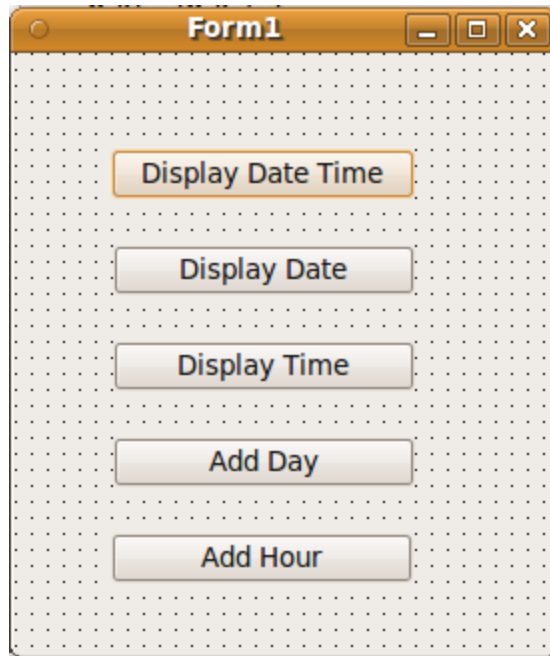 Form1
Display Date Time
Display Date
Display Time
Add Day
Add Hour